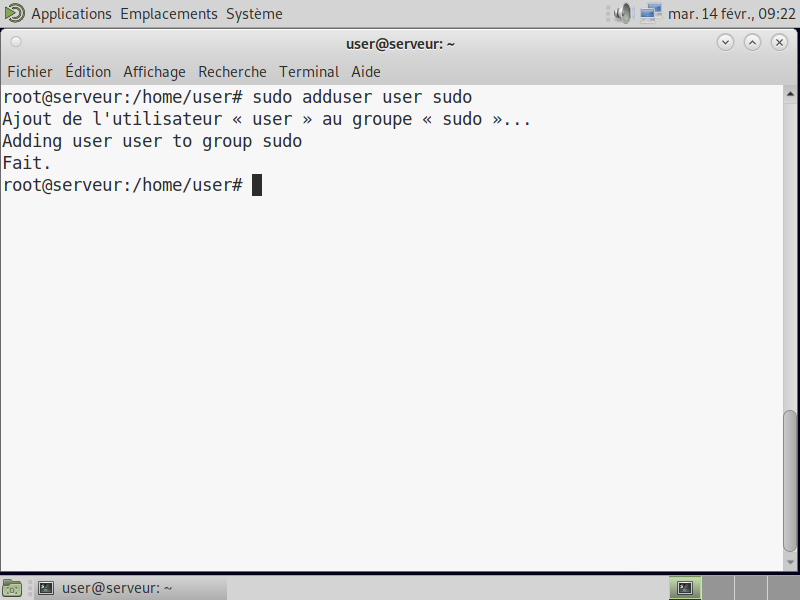 Applications Emplacements Système mar. 14 févr., 09:22
user@serveur: ~
Fichier Édition Affichage Recherche Terminal Aide
root@serveur:/home/user# sudo adduser user sudo
Ajout de l'utilisateur « user » au groupe « sudo »...
Adding user user to group sudo
Fait.
root@serveur:/home/user#
user@serveur: ~